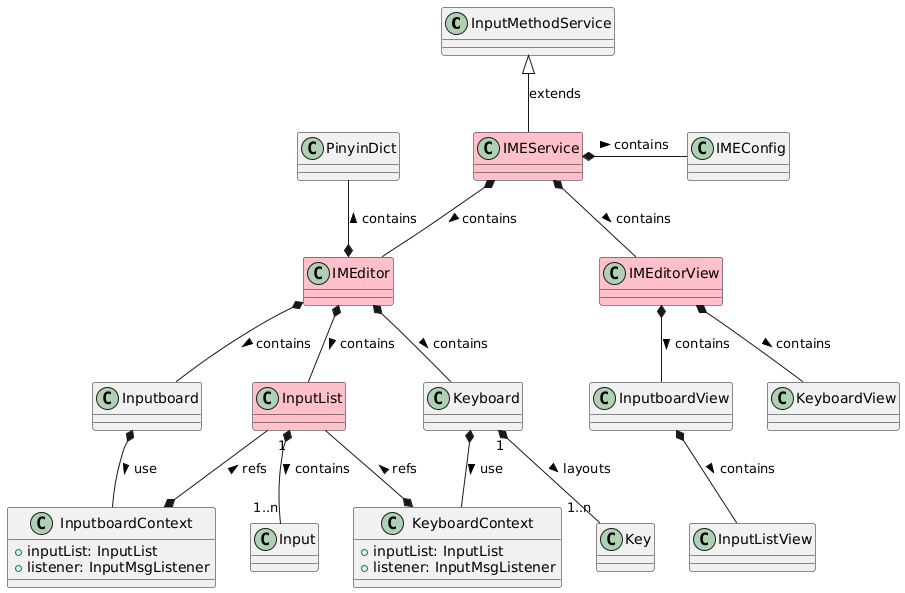 C InputMethodService
extends
C PinyinDict
C IMEService
contains
C IMEConfig
contains
contains
contains
C IMEditor
C IMEditorView
contains
contains
contains
contains
contains
C Inputboard
C InputList
C Keyboard
C InputboardView
C KeyboardView
1
1
use
refs
contains
refs
use
layouts
contains
1..n
1..n
C InputboardContext
inputList: InputList
listener: InputMsgListener
C Input
C KeyboardContext
inputList: InputList
listener: InputMsgListener
C Key
C InputListView